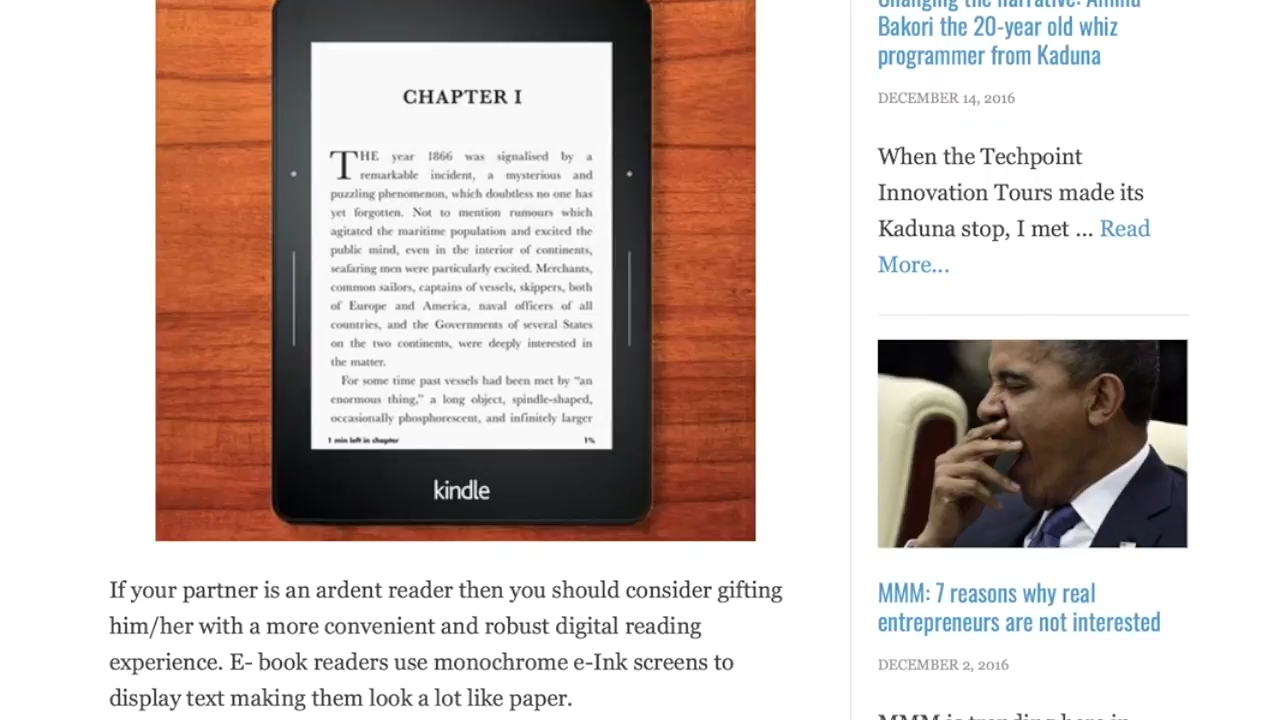 CHAPTER I
THE year 1866 was signalised by a
remarkable incident, a mysterious and
puzzling phenomenon, which doubtless no one has
yet forgotten. Not to mention rumours which
agitated the maritime population and excited the
public mind, even in the interior of continents,
seafaring men were particularly excited. Merchants,
common sailors, captains of vessels, skippers, both
of Europe and America, naval officers of all
countries, and the Governments of several States
on the two continents, were deeply interested in
the matter.
For some time past vessels had been met by “an
enormous thing,” a long object, spindle-shaped,
occasionally phosphorescent, and infinitely larger
1 min left in chapter 1%
kindle
If your partner is an ardent reader then you should consider gifting
him/her with a more convenient and robust digital reading
experience. E- book readers use monochrome e-Ink screens to
display text making them look a lot like paper.
Changing the narrative: Aminu
Bakori the 20-year old whiz
programmer from Kaduna
DECEMBER 14, 2016
When the Techpoint
Innovation Tours made its
Kaduna stop, I met ... Read
More...
MMM: 7 reasons why real
entrepreneurs are not interested
DECEMBER 2, 2016
MMM is trending here in